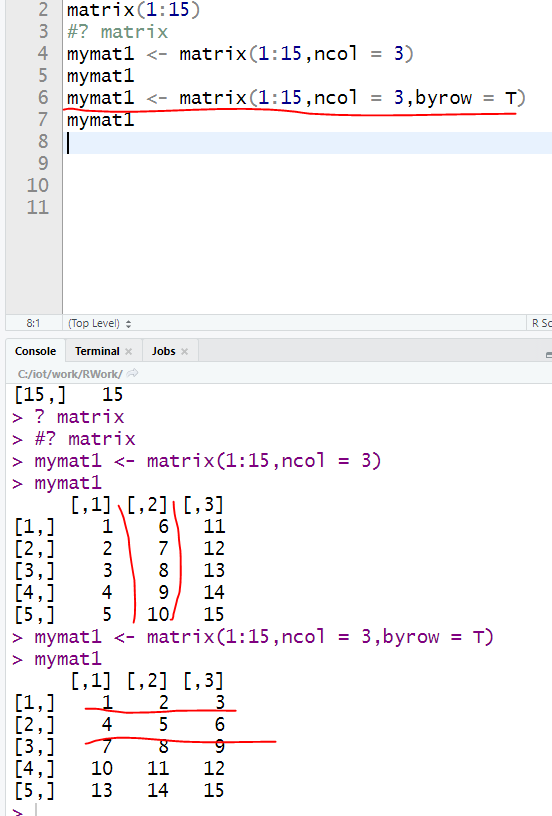 2 matrix(1:15)
3 #? matrix
4 mymat1 <- matrix(1:15,ncol = 3)
5 mymat1
6 mymat1 <- matrix(1:15,ncol = 3,byrow = T)
7 mymat1
8
9
10
11
8:1 (Top Level) R Sc
Console Terminal × Jobs ×
C:/iot/work/RWork/
[15,] 15
> ? matrix
> #? matrix
> mymat1 <- matrix(1:15,ncol = 3)
> mymat1
[,1] [,2] [,3]
[1,] 1 6 11
[2,] 2 7 12
[3,] 3 8 13
[4,] 4 9 14
[5,] 5 10 15
> mymat1 <- matrix(1:15,ncol = 3,byrow = T)
> mymat1
[,1] [,2] [,3]
[1,] 1 2 3
[2,] 4 5 6
[3,] 7 8 9
[4,] 10 11 12
[5,] 13 14 15
>